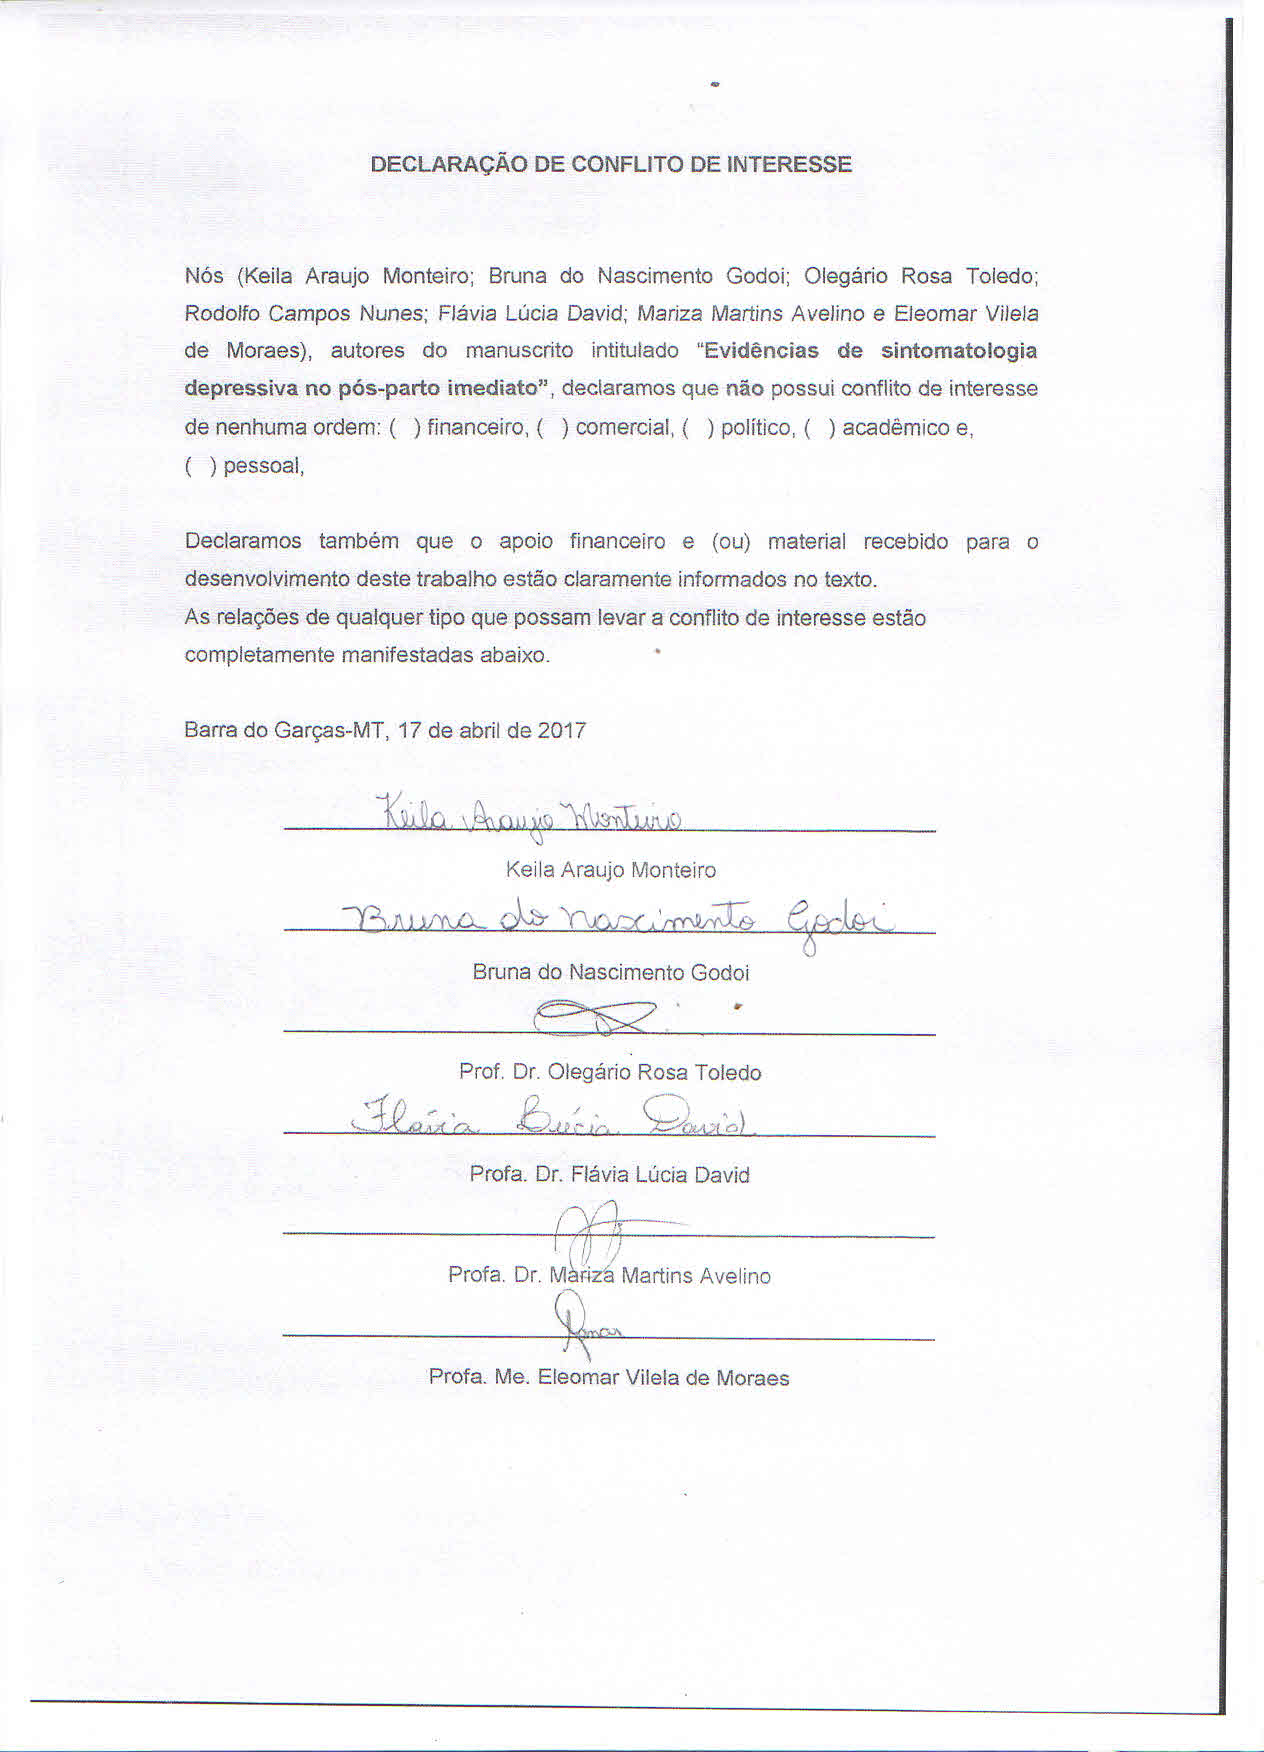 DECLARAÇÃO DE CONFLITO DE INTERESSE
Nós (Keila Araujo Monteiro; Bruna do Nascimento Godoi; Olegário Rosa Toledo;
Rodolfo Campos Nunes; Flávia Lúcia David; Mariza Martins Avelino e Eleomar Vilela
de Moraes), autores do manuscrito intitulado “Evidências de sintomatologia
depressiva no pós-parto imediato”, declaramos que não possui conflito de interesse
de nenhuma ordem: ( ) financeiro, ( ) comercial, ( ) político, ( ) acadêmico e,
( ) pessoal,
Declaramos também que o apoio financeiro e (ou) material recebido para o
desenvolvimento deste trabalho estão claramente informados no texto.
As relações de qualquer tipo que possam levar a conflito de interesse estão
completamente manifestadas abaixo.
Barra do Garças-MT, 17 de abril de 2017
Keila Araujo Monteiro
Keila Araujo Monteiro
Bruna do Nascimento Godoi
Bruna do Nascimento Godoi
Prof. Dr. Olegário Rosa Toledo
Flávia Lúcia David
Profa. Dr. Flávia Lúcia David
Profa. Dr. Mariza Martins Avelino
Profa. Me. Eleomar Vilela de Moraes